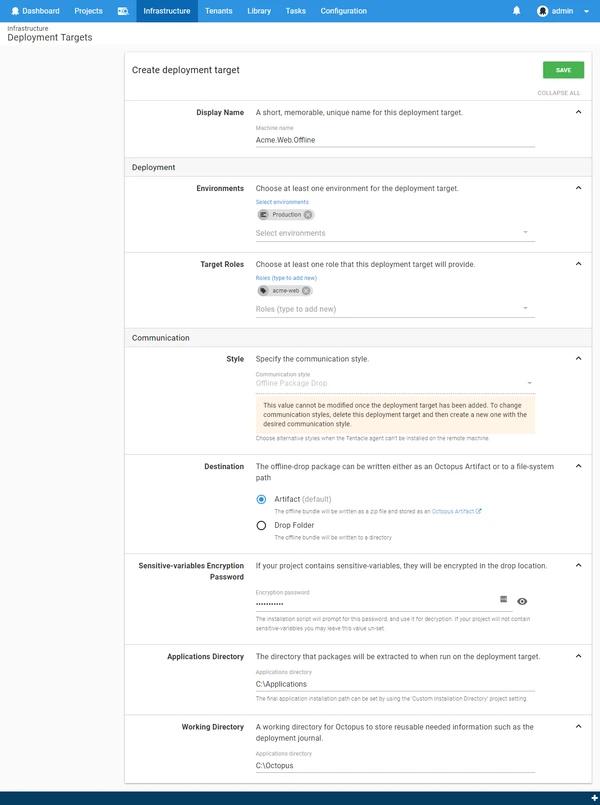 Dashboard Projects Infrastructure Tenants Library Tasks Configuration admin
Infrastructure
Deployment Targets
Create deployment target
SAVE
COLLAPSE ALL
Display Name
A short, memorable, unique name for this deployment target.
Machine name
Acme.Web.Offline
Deployment
Environments
Choose at least one environment for the deployment target.
Select environments
Production
Select environments
Target Roles
Choose at least one role that this deployment target will provide.
Roles (type to add new)
acme-web
Roles (type to add new)
Communication
Style
Specify the communication style.
Communication style
Offline Package Drop
This value cannot be modified once the deployment target has been added. To change
communication styles, delete this deployment target and then create a new one with the
desired communication style.
Choose alternative styles when the Tentacle agent can't be installed on the remote machine.
Destination
The offline-drop package can be written either as an Octopus Artifact or to a file-system
path
Artifact (default)
The offline bundle will be written as a zip file and stored as an Octopus Artifact
Drop Folder
The offline bundle will be written to a directory
Sensitive-variables Encryption
Password
If your project contains sensitive-variables, they will be encrypted in the drop location.
Encryption password
•••••••••••
The installation script will prompt for this password, and use it for decryption. If your project will not contain
sensitive-variables you may leave this value un-set.
Applications Directory
The directory that packages will be extracted to when run on the deployment target.
Applications directory
C:\Applications
The final application installation path can be set by using the 'Custom Installation Directory' project setting.
Working Directory
A working directory for Octopus to store reusable needed information such as the
deployment journal.
Applications directory
C:\Octopus